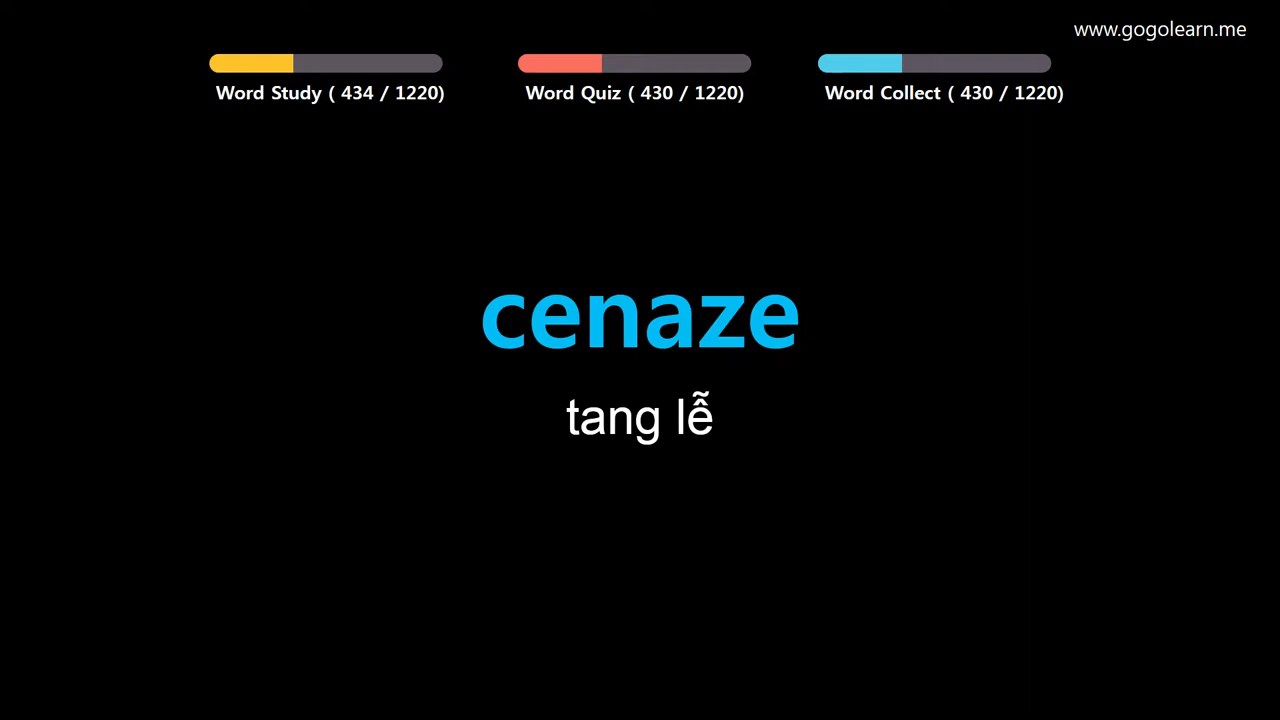 www.gogolearn.me
Word Study ( 434 / 1220)
Word Quiz ( 430 / 1220)
Word Collect ( 430 / 1220)
cenaze
tang lễ